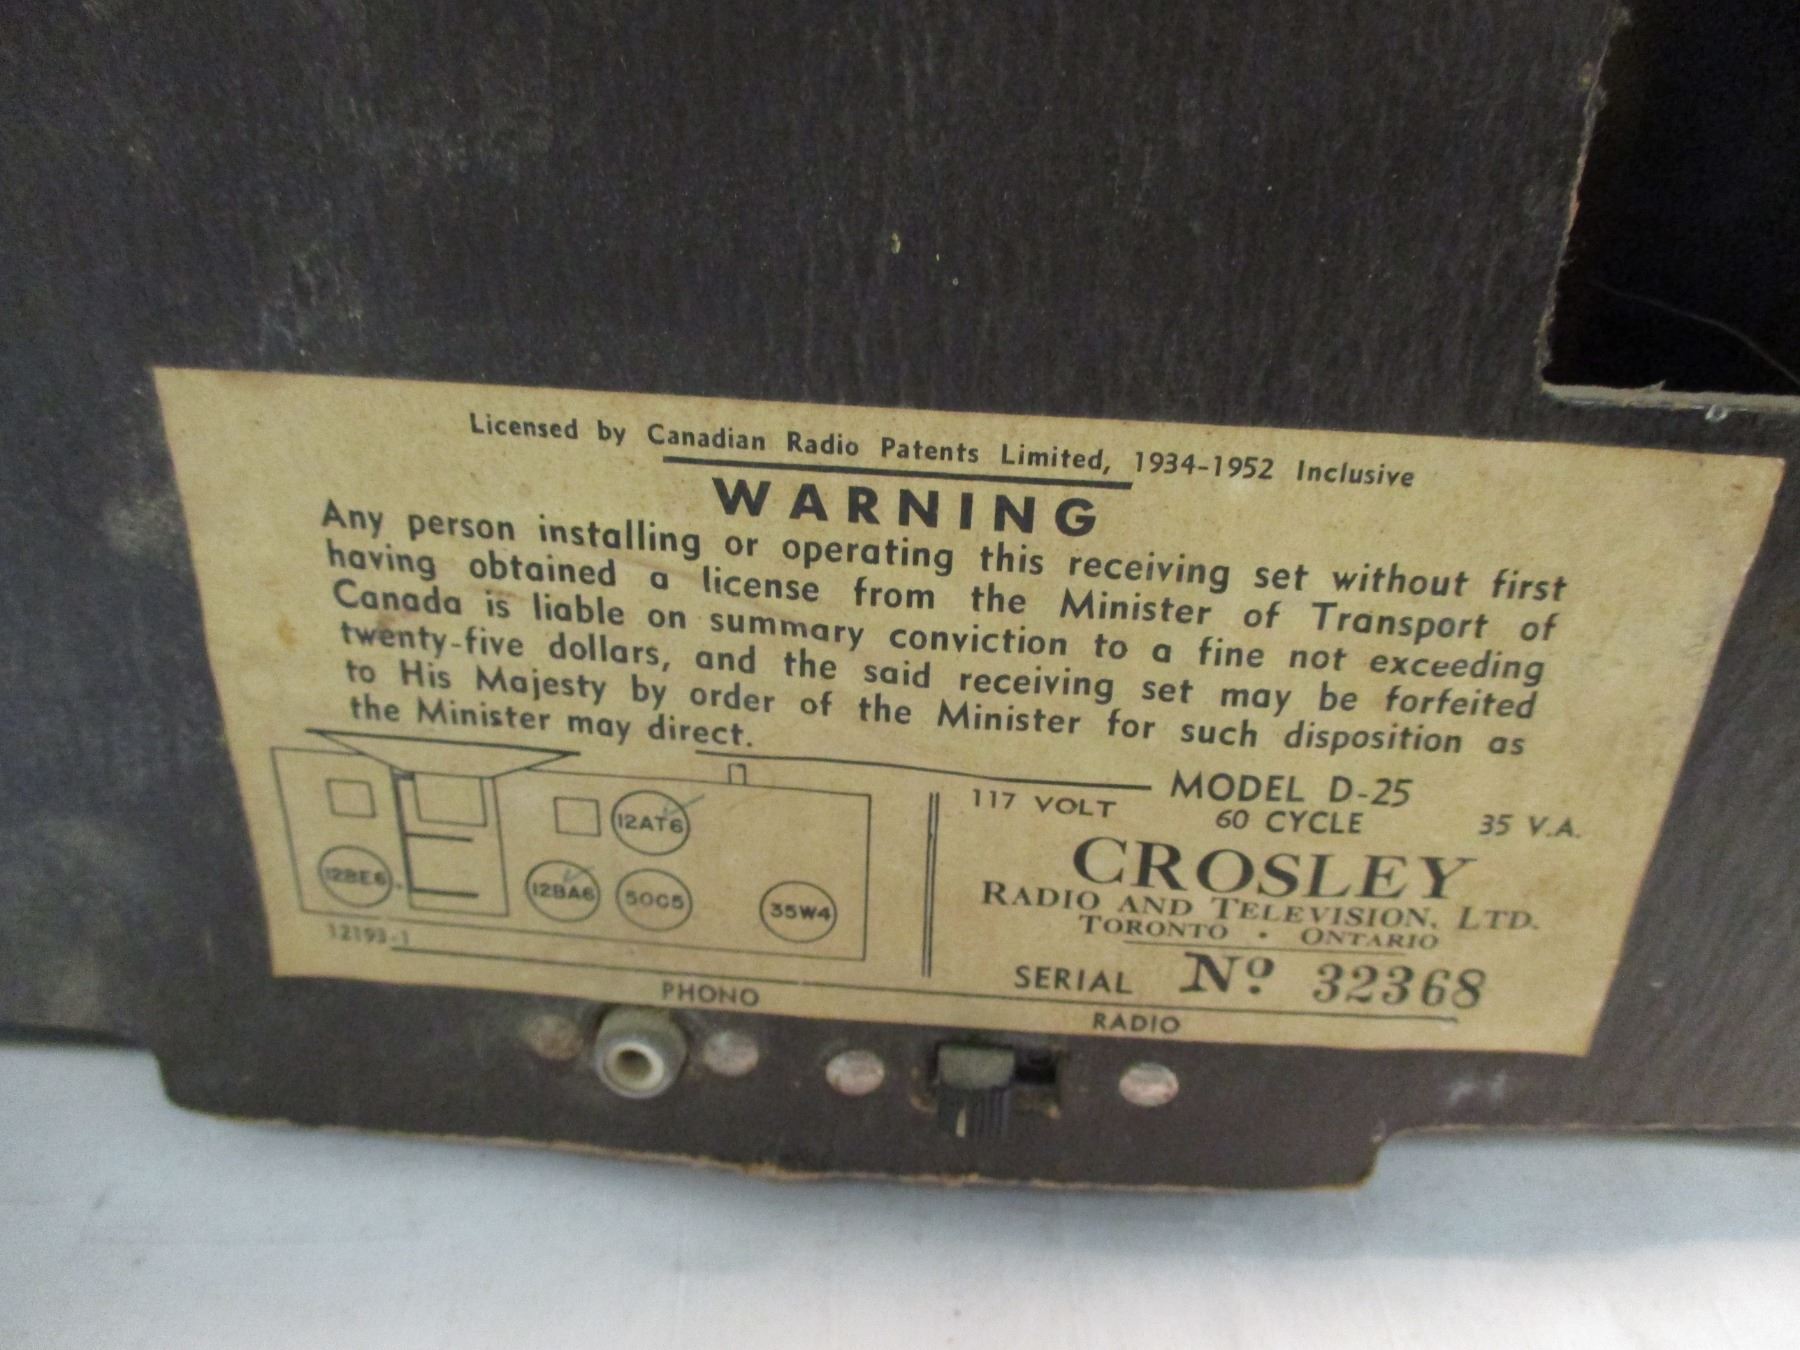 Licensed by Canadian Radio Patents Limited, 1934-1952 Inclusive
WARNING
Any person installing or operating this receiving set without first
having obtained a license from the Minister of Transport of
Canada is liable on summary conviction to a fine not exceeding
twenty-five dollars, and the said receiving set may be forfeited
to His Majesty by order of the Minister for such disposition as
the Minister may direct.
MODEL D-25
117 VOLT 60 CYCLE 35 V.A.
CROSLEY
RADIO AND TELEVISION, LTD.
TORONTO • ONTARIO
SERIAL Nº 32368
12AT6
12BE6
12BA6
50C5
35W4
12193-1
PHONO
RADIO